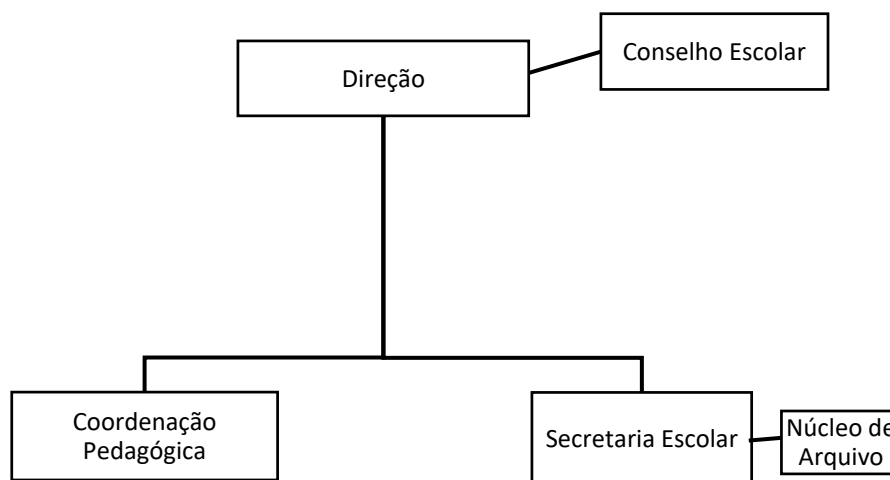 Direção
Conselho Escolar
Coordenação
Pedagógica
Secretaria Escolar
Núcleo de
Arquivo